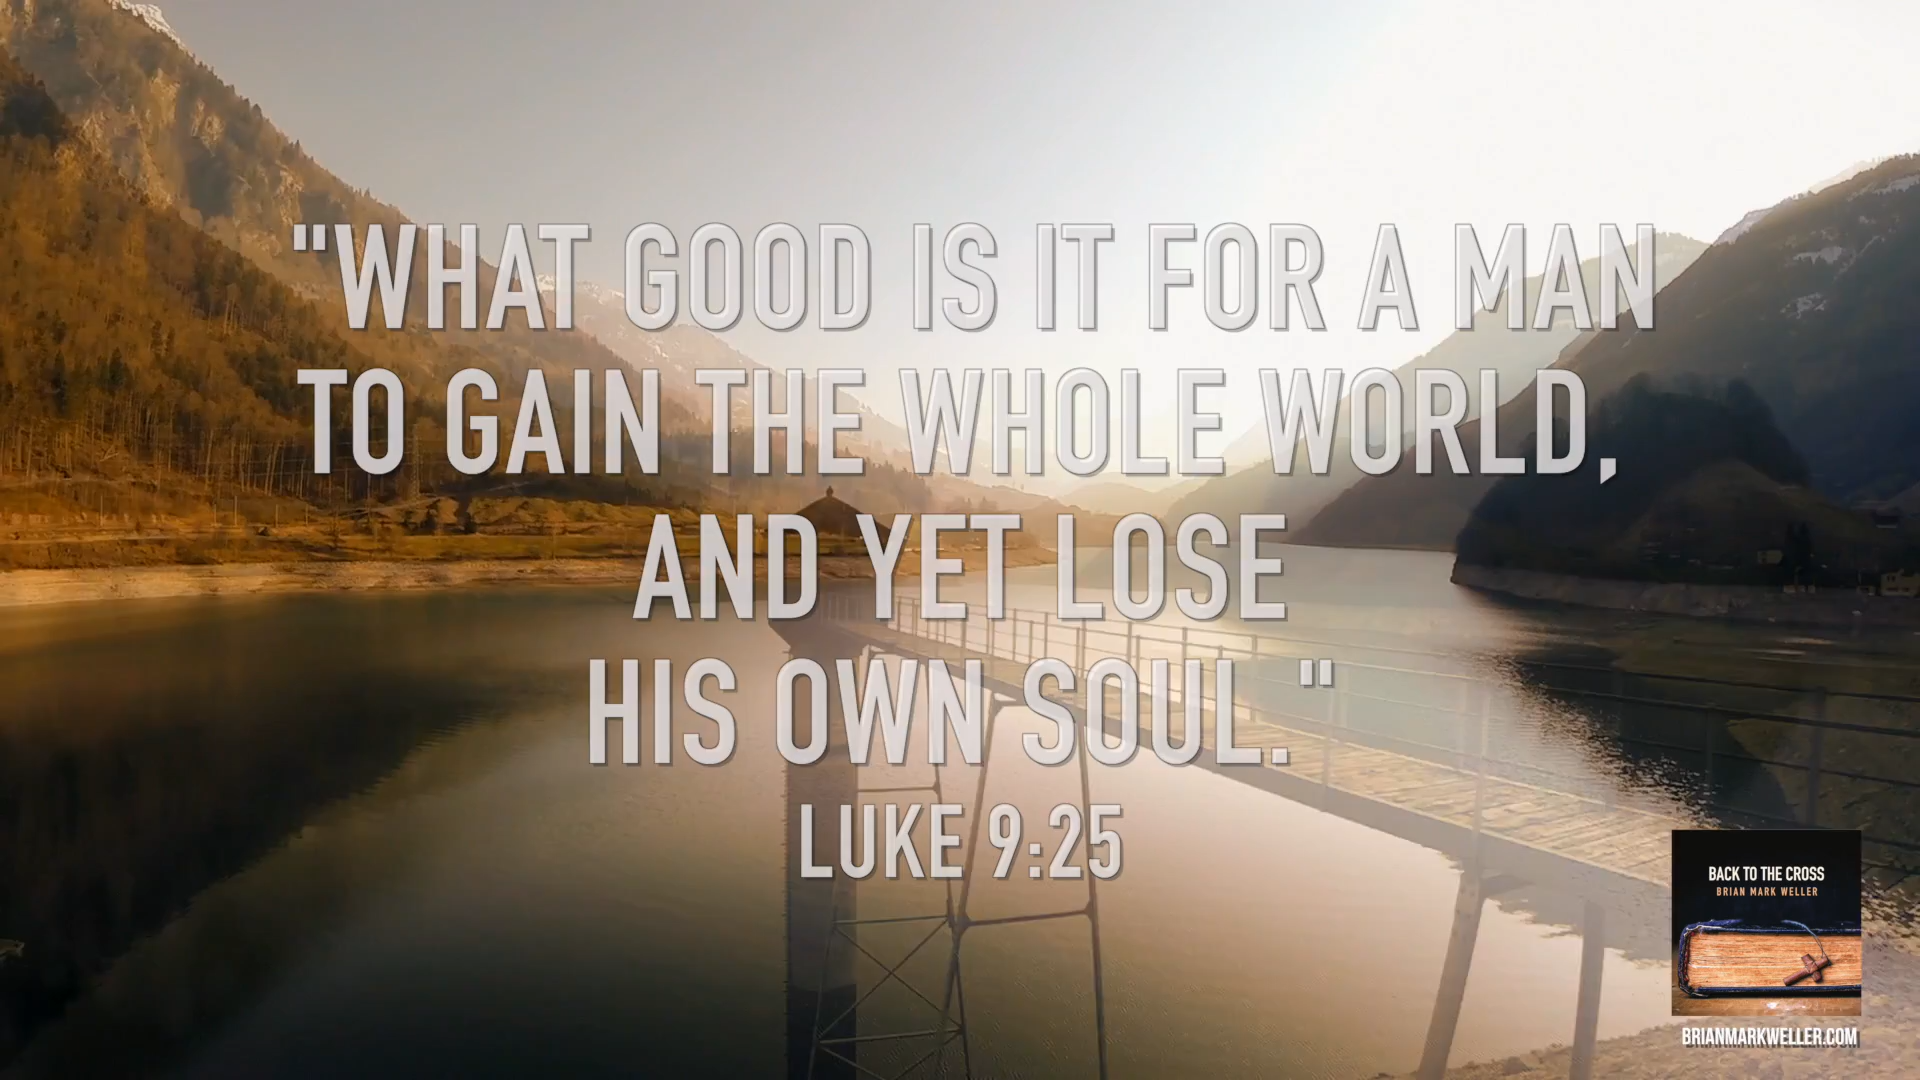 "WHAT GOOD IS IT FOR A MAN
TO GAIN THE WHOLE WORLD,
AND YET LOSE
HIS OWN SOUL."
LUKE 9:25
BACK TO THE CROSS
BRIAN MARK WELLER
BRIANMARKWELLER.COM